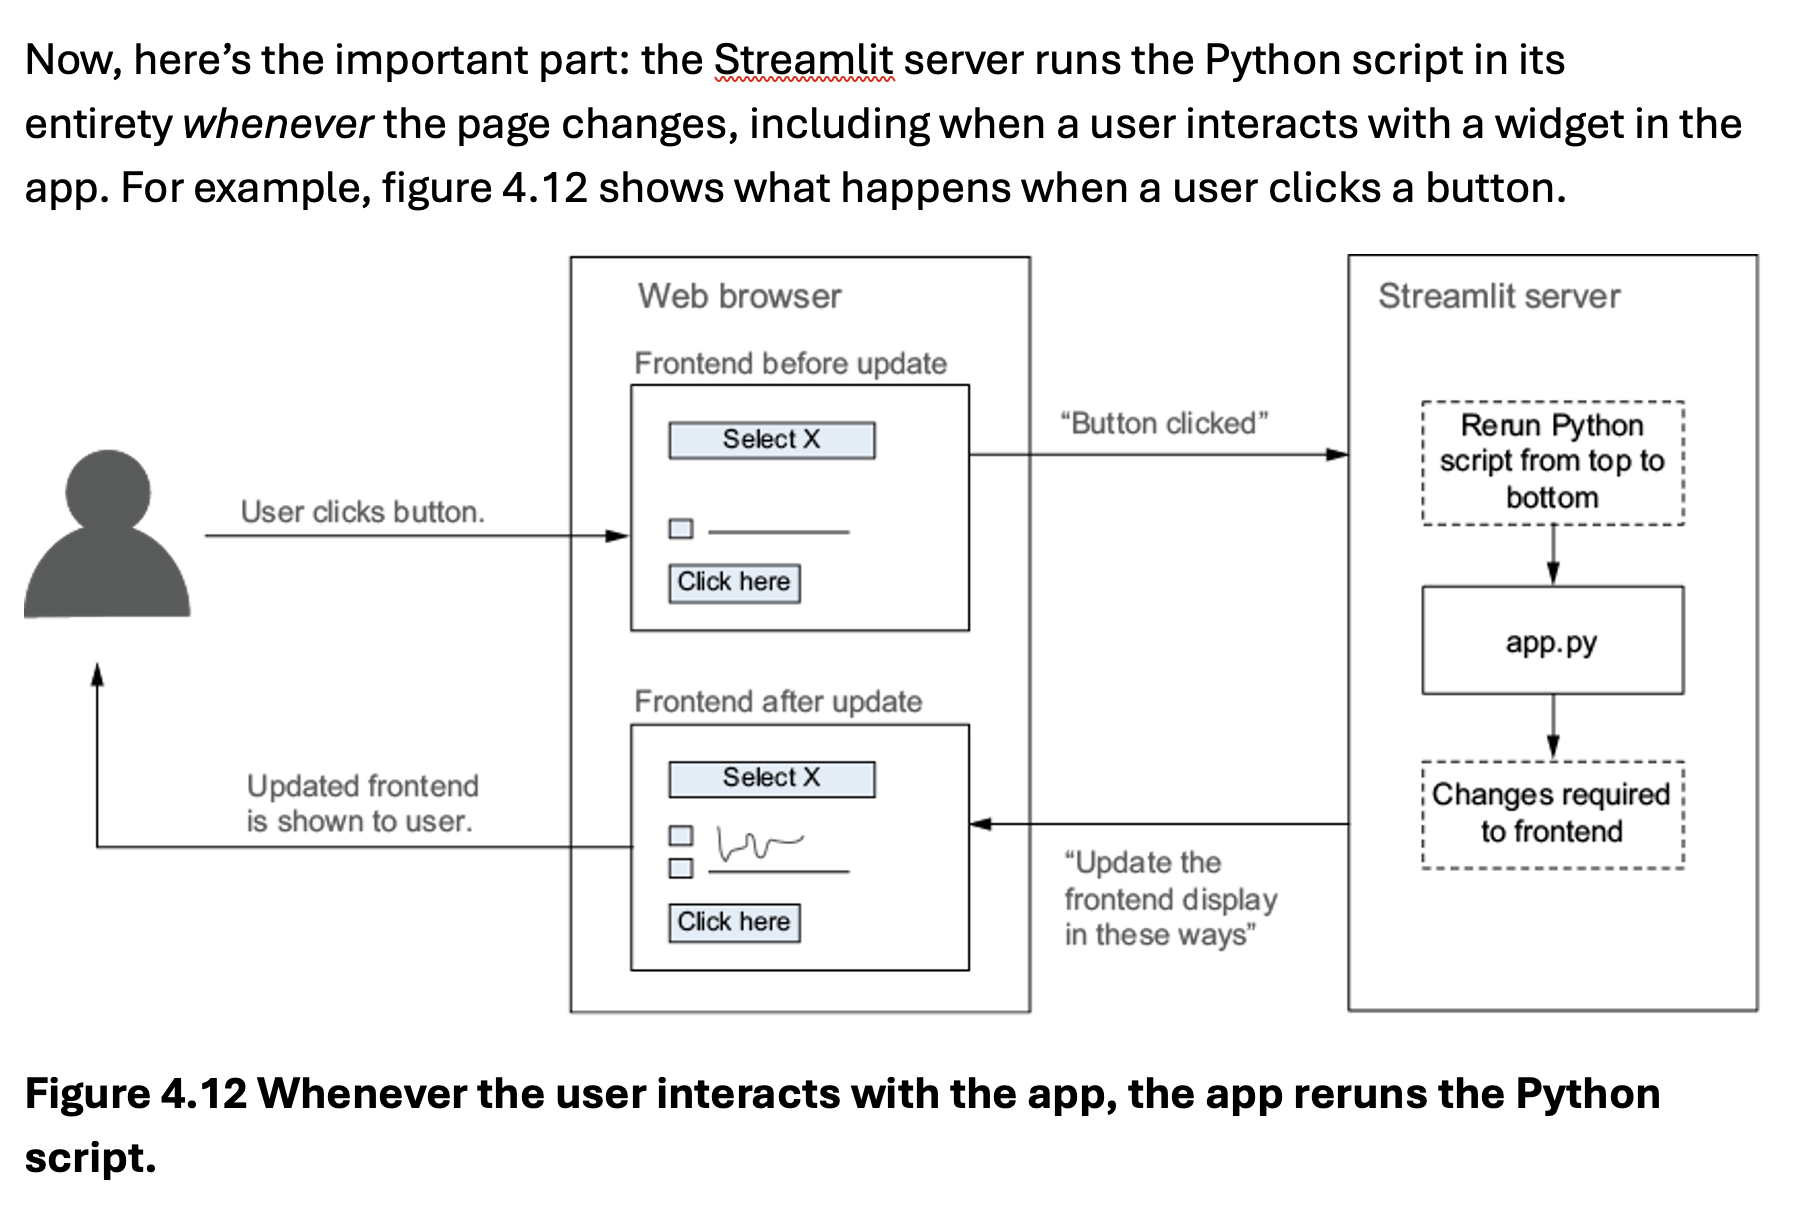 Now, here’s the important part: the Streamlit server runs the Python script in its
entirety whenever the page changes, including when a user interacts with a widget in the
app. For example, figure 4.12 shows what happens when a user clicks a button.
Web browser
Streamlit server
Frontend before update
Select X
“Button clicked”
Rerun Python
script from top to
bottom
User clicks button.
Click here
app.py
Frontend after update
Select X
Updated frontend
is shown to user.
Changes required
to frontend
“Update the
frontend display
in these ways”
Click here
Figure 4.12 Whenever the user interacts with the app, the app reruns the Python
script.